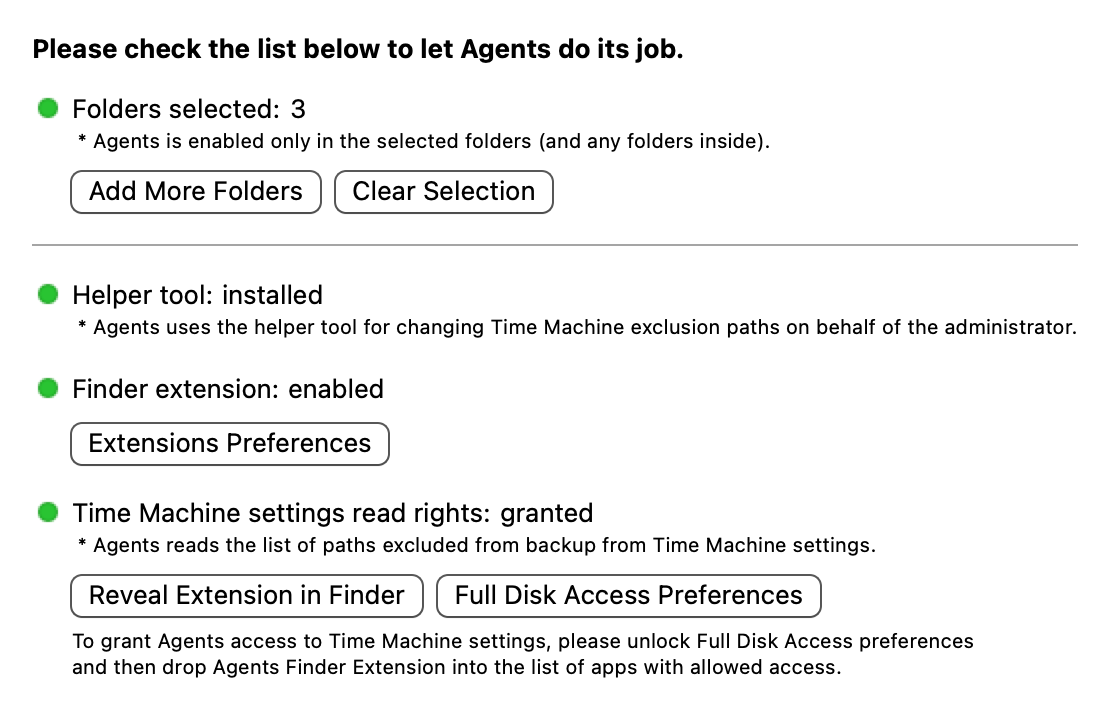 Please check the list below to let Agents do its job.
Folders selected: 3
* Agents is enabled only in the selected folders (and any folders inside).
Add More Folders Clear Selection
Helper tool: installed
* Agents uses the helper tool for changing Time Machine exclusion paths on behalf of the administrator.
Finder extension: enabled
Extensions Preferences
Time Machine settings read rights: granted
* Agents reads the list of paths excluded from backup from Time Machine settings.
Reveal Extension in Finder Full Disk Access Preferences
To grant Agents access to Time Machine settings, please unlock Full Disk Access preferences
and then drop Agents Finder Extension into the list of apps with allowed access.